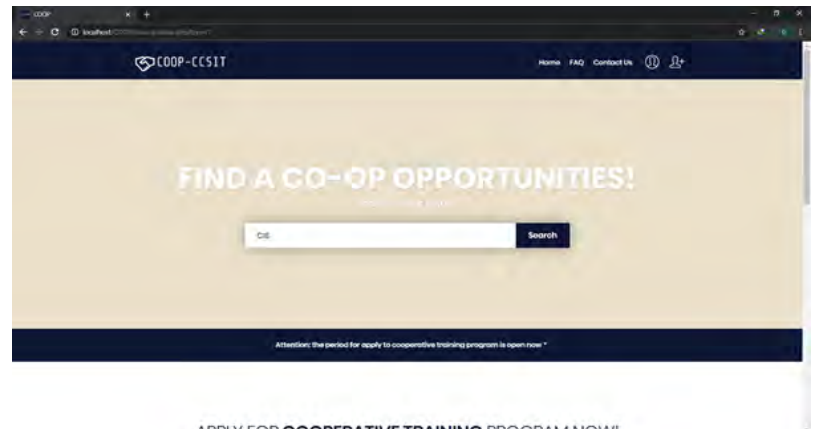 COOP
localhost
COOP-CCSIT
Home FAQ Contact Us
FIND A CO-OP OPPORTUNITIES!
Search
Attention: the period for apply to cooperative training program is open now "
APPLY FOR COOPERATIVE TRAINING PROGRAM NOW!